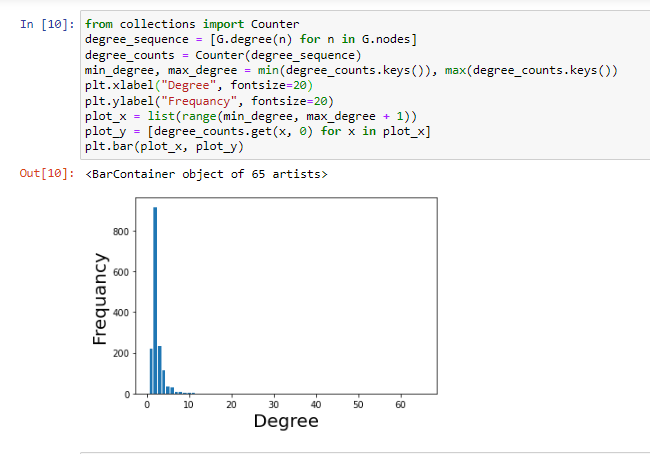 In [10]: from collections import Counter
degree_sequence = [G.degree(n) for n in G.nodes]
degree_counts = Counter(degree_sequence)
min_degree, max_degree = min(degree_counts.keys()), max(degree_counts.keys())
plt.xlabel("Degree", fontsize=20)
plt.ylabel("Frequancy", fontsize=20)
plot_x = list(range(min_degree, max_degree + 1))
plot_y = [degree_counts.get(x, 0) for x in plot_x]
plt.bar(plot_x, plot_y)
Out[10]: <BarContainer object of 65 artists>
Frequancy
800
600
400
200
0
0 10 20 30 40 50 60
Degree